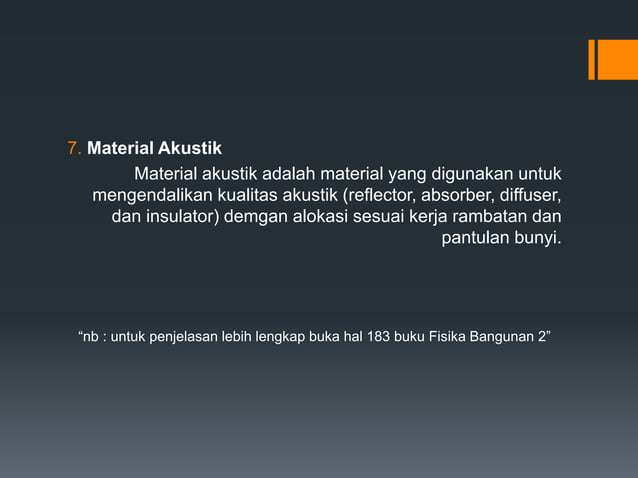 7. Material Akustik
Material akustik adalah material yang digunakan untuk
mengendalikan kualitas akustik (reflector, absorber, diffuser,
dan insulator) demgan alokasi sesuai kerja rambatan dan
pantulan bunyi.
“nb : untuk penjelasan lebih lengkap buka hal 183 buku Fisika Bangunan 2”